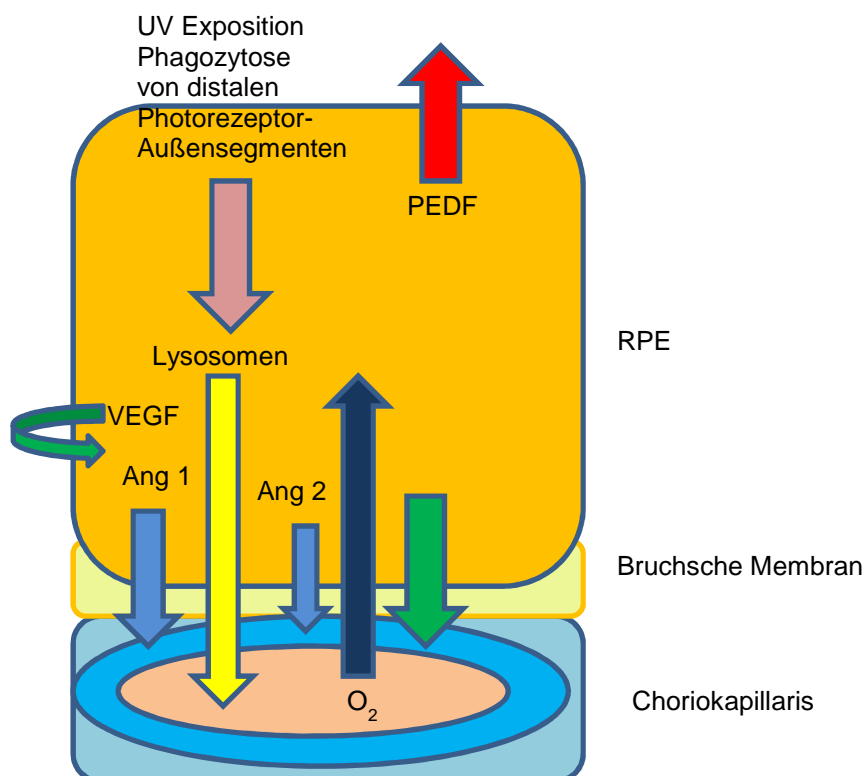 UV Exposition
Phagozytose
von distalen
Photorezeptor-
Außensegmenten
PEDF
RPE
Lysosomen
VEGF
Ang 1
Ang 2
Bruchsche Membran
O2
Choriokapillaris